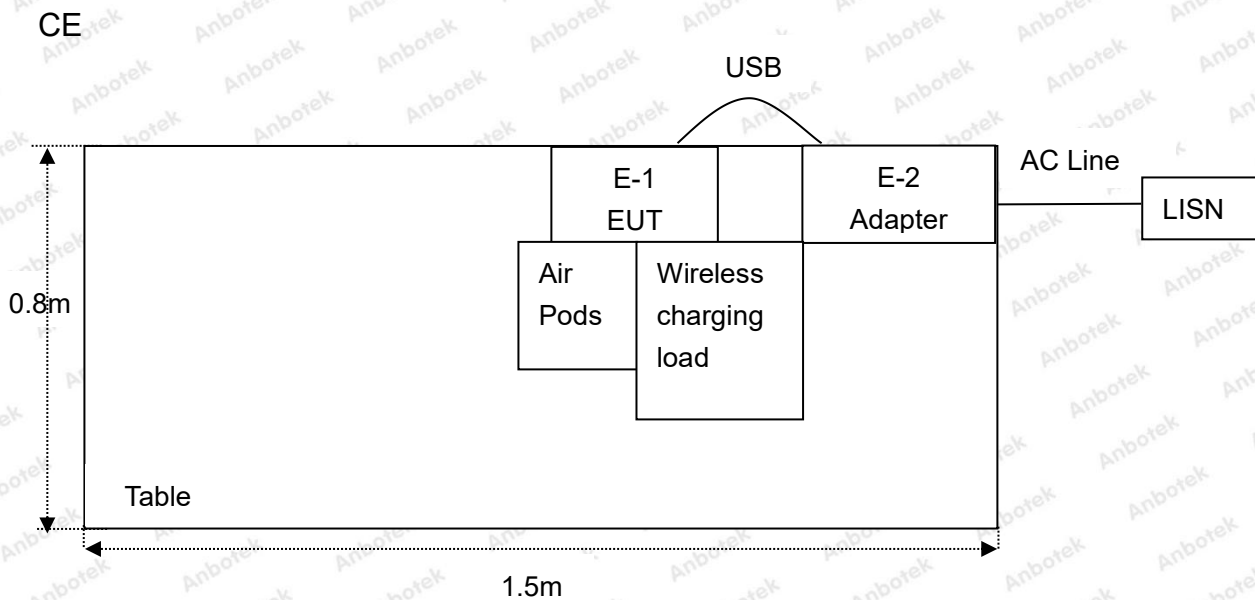 CE
USB
E-1
EUT
E-2
Adapter
AC Line
LISN
Air
Pods
Wireless
charging
load
0.8m
Table
1.5m
Anbotek